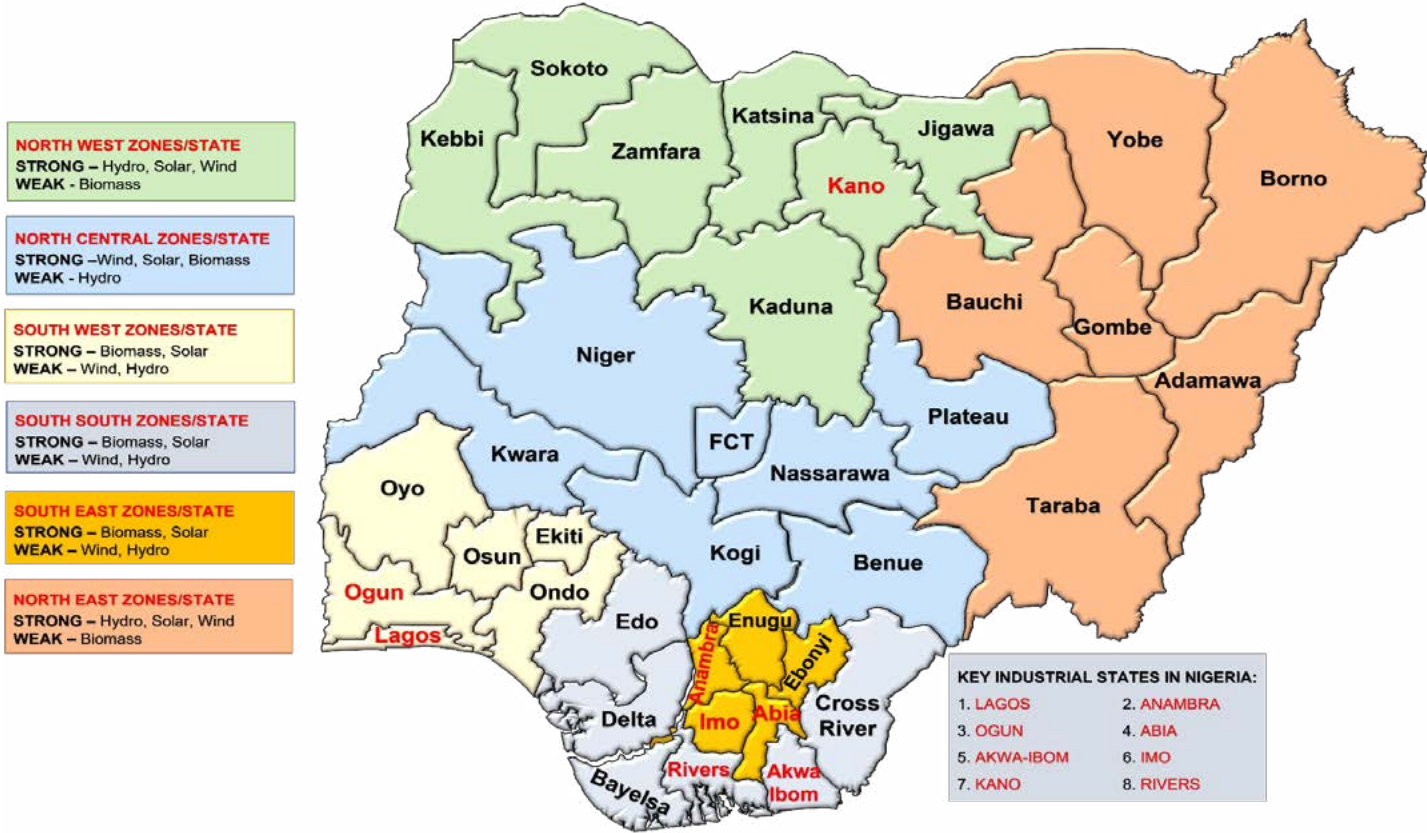 NORTH WEST ZONES/STATE
STRONG – Hydro, Solar, Wind
WEAK - Biomass
NORTH CENTRAL ZONES/STATE
STRONG –Wind, Solar, Biomass
WEAK - Hydro
SOUTH WEST ZONES/STATE
STRONG – Biomass, Solar
WEAK – Wind, Hydro
SOUTH SOUTH ZONES/STATE
STRONG – Biomass, Solar
WEAK – Wind, Hydro
SOUTH EAST ZONES/STATE
STRONG – Biomass, Solar
WEAK – Wind, Hydro
NORTH EAST ZONES/STATE
STRONG – Hydro, Solar, Wind
WEAK – Biomass
Sokoto
Kebbi
Zamfara
Katsina
Jigawa
Kano
Yobe
Borno
Kaduna
Bauchi
Gombe
Adamawa
Niger
FCT
Plateau
Kwara
Nassarawa
Taraba
Oyo
Osun
Ekiti
Kogi
Benue
Ogun
Ondo
Lagos
Edo
Anambra
Enugu
Ebonyi
Delta
Imo
Abia
Cross
River
Bayelsa
Rivers
Akwa
Ibom
KEY INDUSTRIAL STATES IN NIGERIA:
1. LAGOS 2. ANAMBRA
3. OGUN 4. ABIA
5. AKWA-IBOM 6. IMO
7. KANO 8. RIVERS